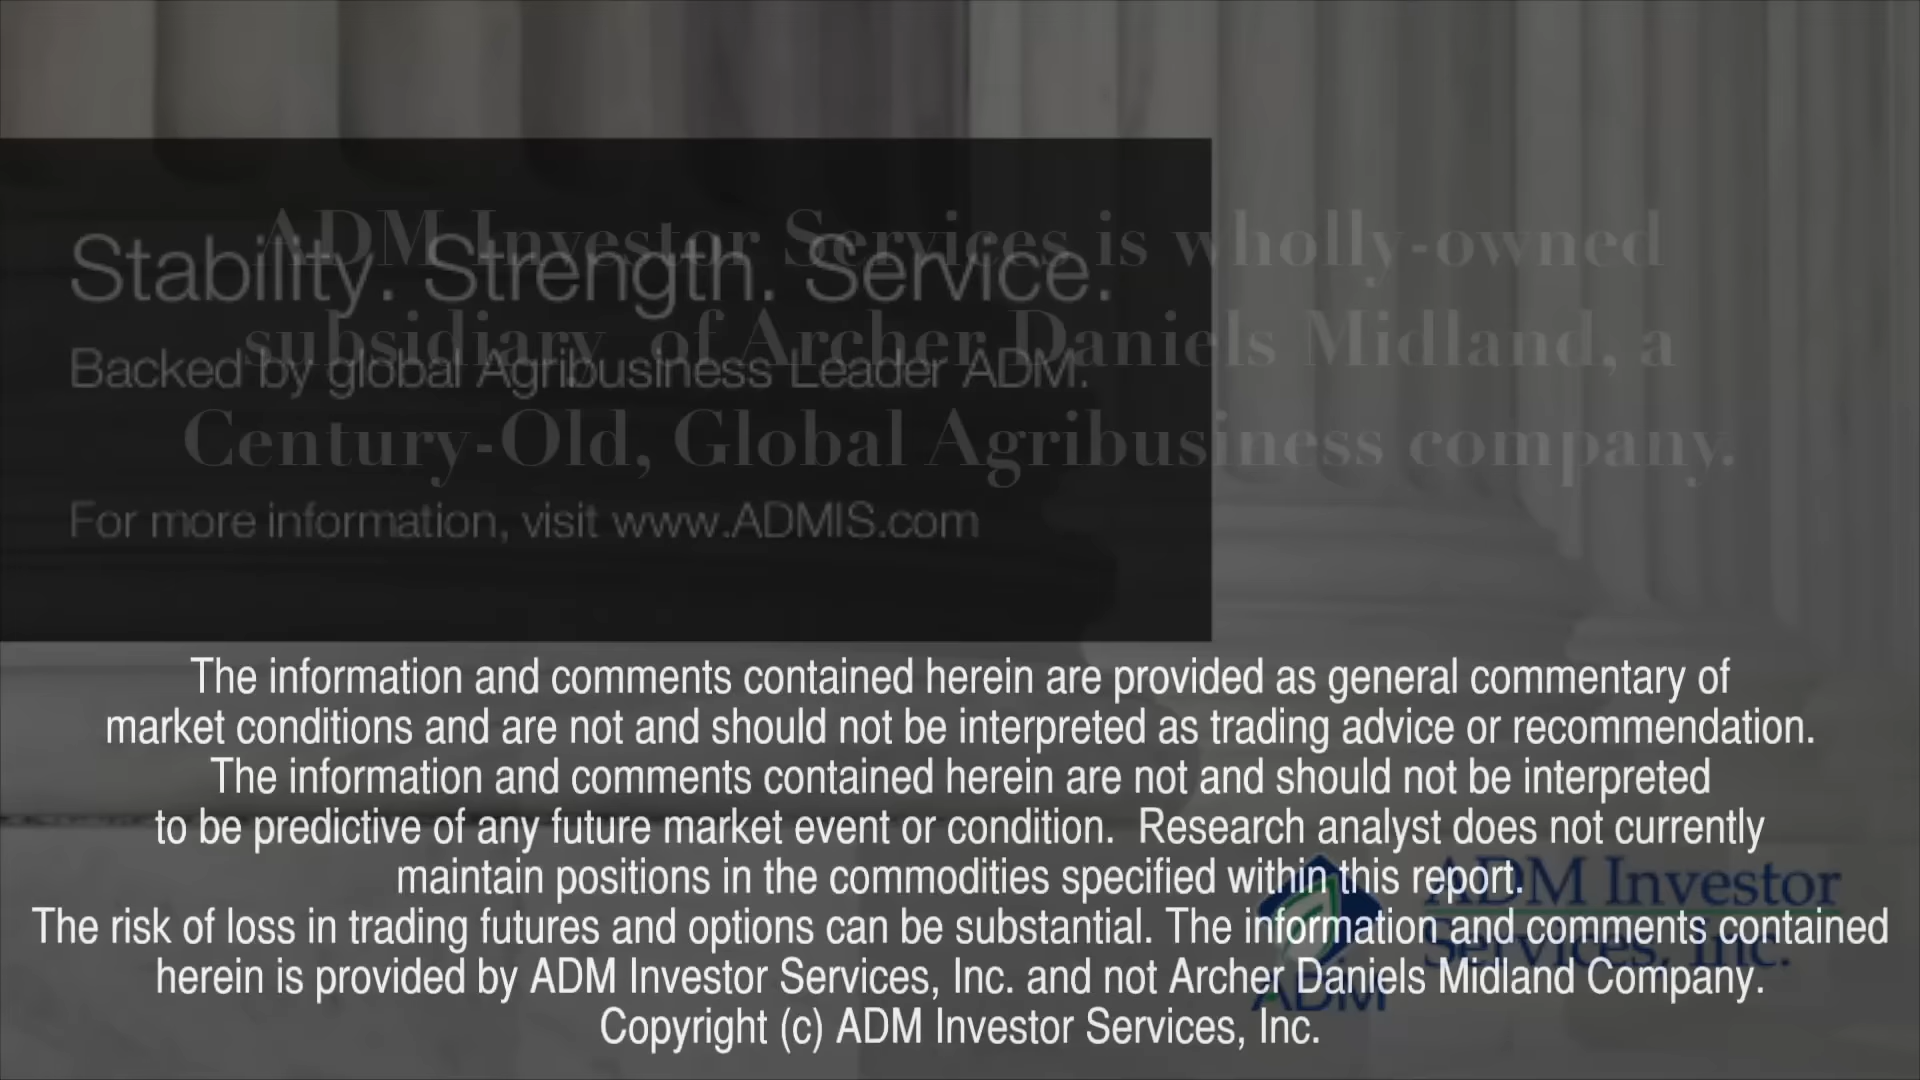 ADM Investor Services is wholly-owned
subsidiary of Archer Daniels Midland, a
Century-Old, Global Agribusiness company.
Stability. Strength. Service.
Backed by global Agribusiness Leader ADM.
For more information, visit www.ADMIS.com
The information and comments contained herein are provided as general commentary of
market conditions and are not and should not be interpreted as trading advice or recommendation.
The information and comments contained herein are not and should not be interpreted
to be predictive of any future market event or condition. Research analyst does not currently
maintain positions in the commodities specified within this report.
The risk of loss in trading futures and options can be substantial. The information and comments contained
herein is provided by ADM Investor Services, Inc. and not Archer Daniels Midland Company.
Copyright (c) ADM Investor Services, Inc.
ADM Investor
Services, Inc.
ADM